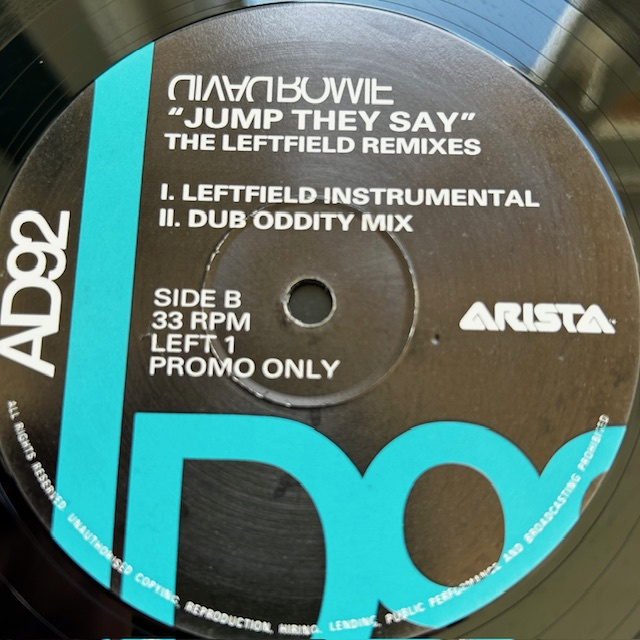 DAVID BOWIE
"JUMP THEY SAY"
THE LEFTFIELD REMIXES
I. LEFTFIELD INSTRUMENTAL
II. DUB ODDITY MIX
SIDE B
33 RPM
LEFT 1
PROMO ONLY
ARISTA
AD92
ALL RIGHTS RESERVED. UNAUTHORISED COPYING, REPRODUCTION, HIRING, LENDING, PUBLIC PERFORMANCE AND BROADCASTING PROHIBITED